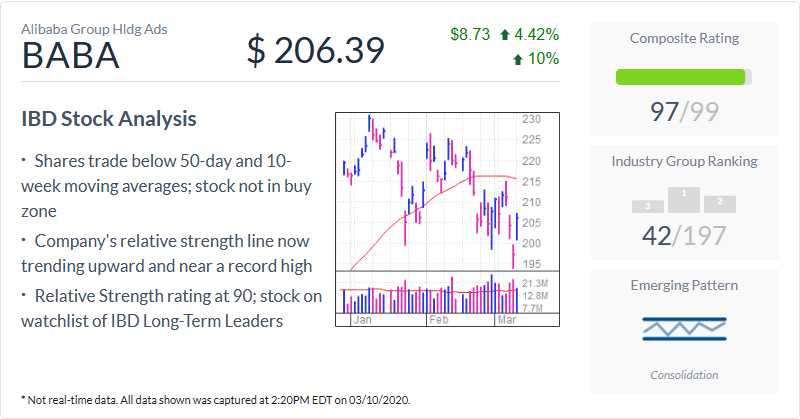 Alibaba Group Hldg Ads
BABA
$ 206.39
$8.73 4.42%
10%
IBD Stock Analysis
• Shares trade below 50-day and 10-
week moving averages; stock not in buy
zone
• Company's relative strength line now
trending upward and near a record high
• Relative Strength rating at 90; stock on
watchlist of IBD Long-Term Leaders
230
225
220
215
210
205
200
195
21.3M
12.8M
7.7M
Jan Feb Mar
Composite Rating
97/99
Industry Group Ranking
3 1 2
42/197
Emerging Pattern
Consolidation
* Not real-time data. All data shown was captured at 2:20PM EDT on 03/10/2020.